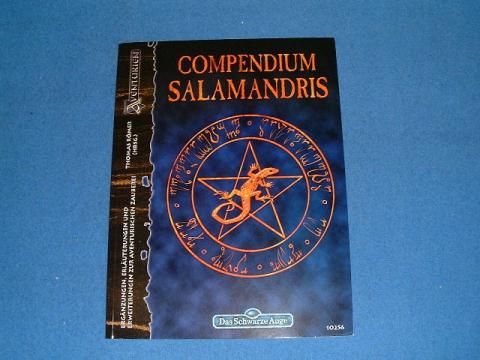 COMPENDIUM
SALAMANDRIS
AVENTURIEN
THOMAS RÖMER
(HRSG.)
ERGÄNZUNGEN, ERLÄUTERUNGEN UND
ERWEITERUNGEN ZUR AVENTURISCHEN ZAUBEREI
Das Schwarze Auge
10256